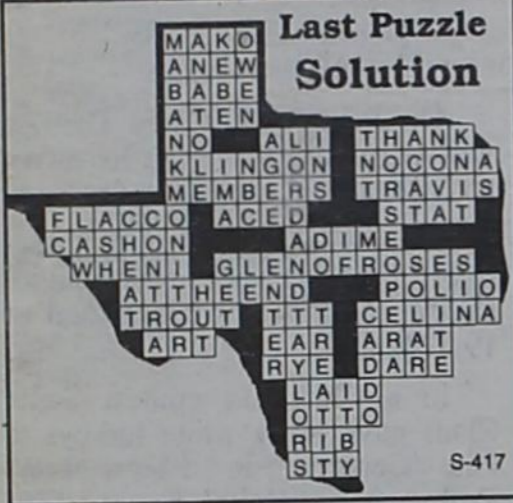 Last Puzzle
Solution
MAKO
ANEW
BABE
ATEN
NO ALI THANK
KLINGON NOCONA
MEMBERS TRAVIS
FLACCO ACED STAT
CASHON ADIME
WHENI GLENOFROSES
ATTHEEND POLIO
TROUT TTT CELINA
ART EAR ARAT
RYE DARE
LAID
OTTO
RIB
STY
S-417